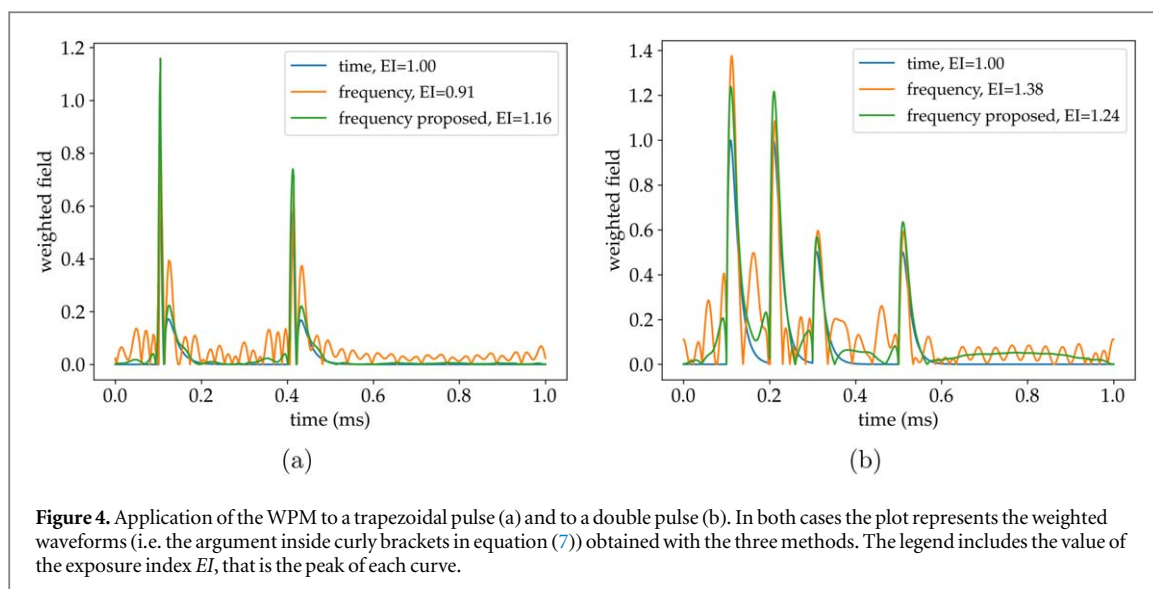 1.2
1.0
0.8
0.6
0.4
0.2
0.0
weighted field
time, EI=1.00
frequency, EI=0.91
frequency proposed, EI=1.16
0.0 0.2 0.4 0.6 0.8 1.0
time (ms)
(a)
1.4
1.2
1.0
0.8
0.6
0.4
0.2
0.0
weighted field
time, EI=1.00
frequency, EI=1.38
frequency proposed, EI=1.24
0.0 0.2 0.4 0.6 0.8 1.0
time (ms)
(b)
Figure 4. Application of the WPM to a trapezoidal pulse (a) and to a double pulse (b). In both cases the plot represents the weighted
waveforms (i.e. the argument inside curly brackets in equation (7)) obtained with the three methods. The legend includes the value of
the exposure index EI, that is the peak of each curve.